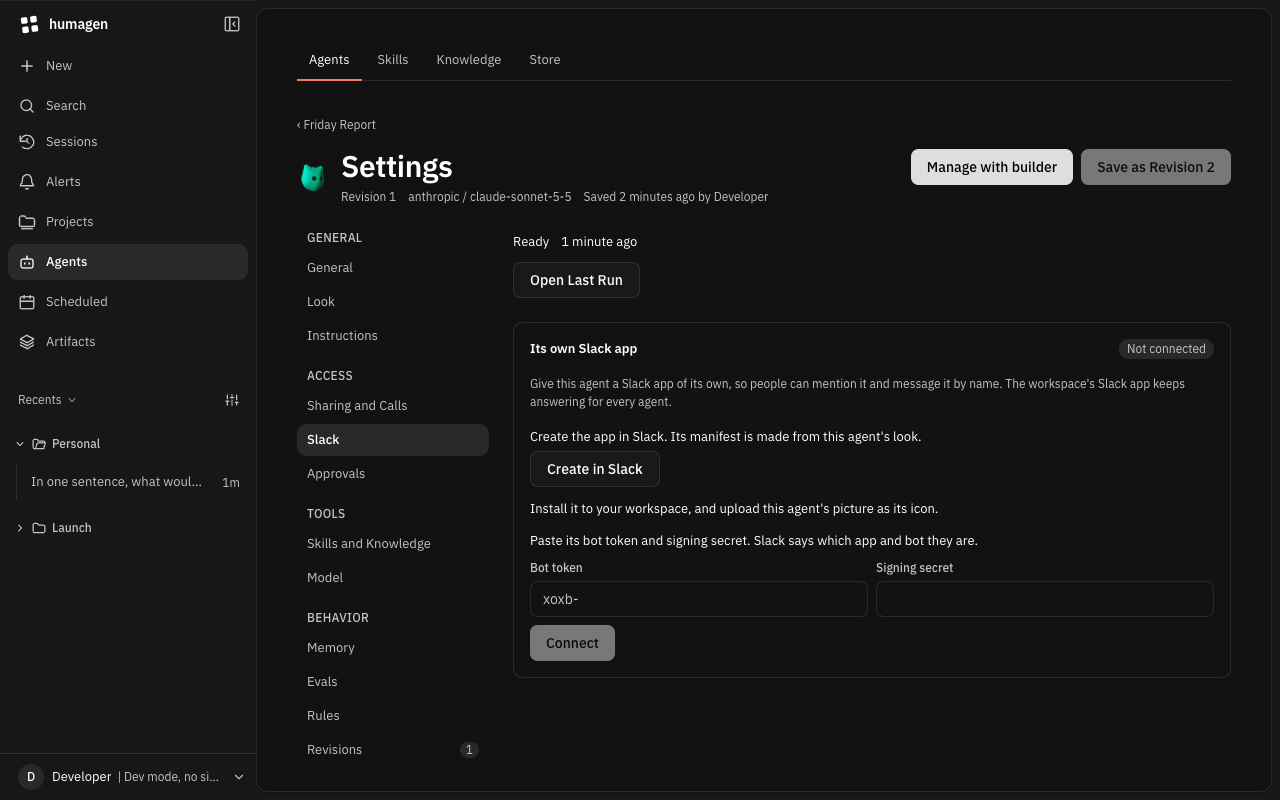 humagen
New
Search
Sessions
Alerts
Projects
Agents
Scheduled
Artifacts
Recents
Personal
In one sentence, what woul... 1m
Launch
D Developer | Dev mode, no si...
Agents Skills Knowledge Store
‹ Friday Report
Settings
Revision 1 anthropic / claude-sonnet-5-5 Saved 2 minutes ago by Developer
Manage with builder Save as Revision 2
GENERAL
General
Look
Instructions
ACCESS
Sharing and Calls
Slack
Approvals
TOOLS
Skills and Knowledge
Model
BEHAVIOR
Memory
Evals
Rules
Revisions 1
Ready 1 minute ago
Open Last Run
Its own Slack app Not connected
Give this agent a Slack app of its own, so people can mention it and message it by name. The workspace's Slack app keeps
answering for every agent.
Create the app in Slack. Its manifest is made from this agent's look.
Create in Slack
Install it to your workspace, and upload this agent's picture as its icon.
Paste its bot token and signing secret. Slack says which app and bot they are.
Bot token Signing secret
xoxb-
Connect